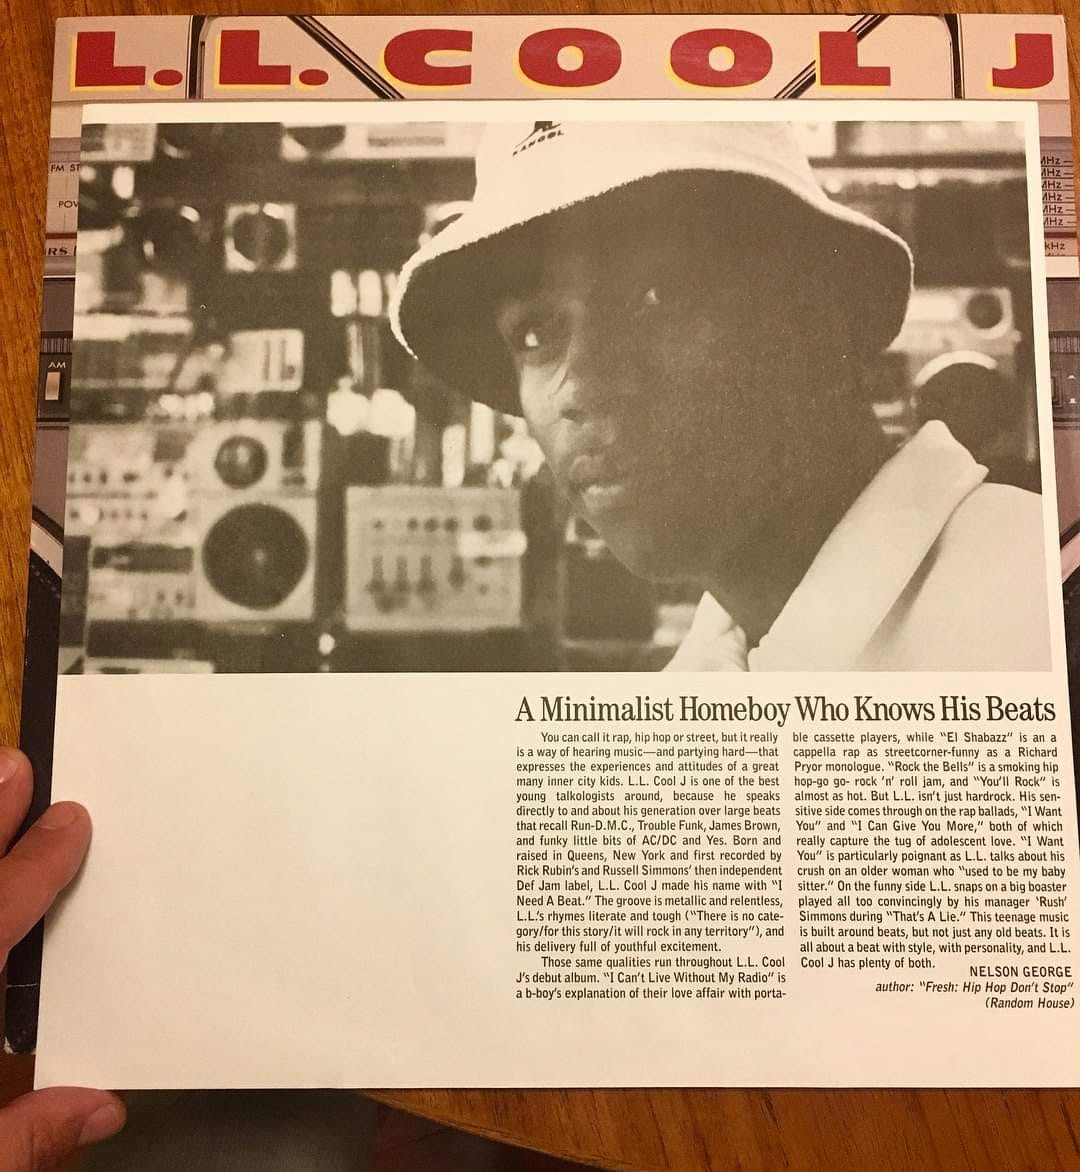 L.L. COOL J
KANGOL
FM ST
POW
RS
AM
MHz
MHz
MHz
MHz
MHz
MHz
kHz
A Minimalist Homeboy Who Knows His Beats
You can call it rap, hip hop or street, but it really
is a way of hearing music—and partying hard—that
expresses the experiences and attitudes of a great
many inner city kids. L.L. Cool J is one of the best
young talkologists around, because he speaks
directly to and about his generation over large beats
that recall Run-D.M.C., Trouble Funk, James Brown,
and funky little bits of AC/DC and Yes. Born and
raised in Queens, New York and first recorded by
Rick Rubin's and Russell Simmons' then independent
Def Jam label, L.L. Cool J made his name with "I
Need A Beat." The groove is metallic and relentless,
L.L.'s rhymes literate and tough ("There is no cate-
gory/for this story/it will rock in any territory"), and
his delivery full of youthful excitement.
Those same qualities run throughout L.L. Cool
J's debut album. "I Can't Live Without My Radio" is
a b-boy's explanation of their love affair with porta-
ble cassette players, while "El Shabazz" is an a
cappella rap as streetcorner-funny as a Richard
Pryor monologue. "Rock the Bells" is a smoking hip
hop-go go- rock 'n' roll jam, and "You'll Rock" is
almost as hot. But L.L. isn't just hardrock. His sen-
sitive side comes through on the rap ballads, "I Want
You" and "I Can Give You More," both of which
really capture the tug of adolescent love. "I Want
You" is particularly poignant as L.L. talks about his
crush on an older woman who "used to be my baby
sitter." On the funny side L.L. snaps on a big boaster
played all too convincingly by his manager 'Rush'
Simmons during "That's A Lie." This teenage music
is built around beats, but not just any old beats. It is
all about a beat with style, with personality, and L.L.
Cool J has plenty of both.
NELSON GEORGE
author: "Fresh: Hip Hop Don't Stop"
(Random House)